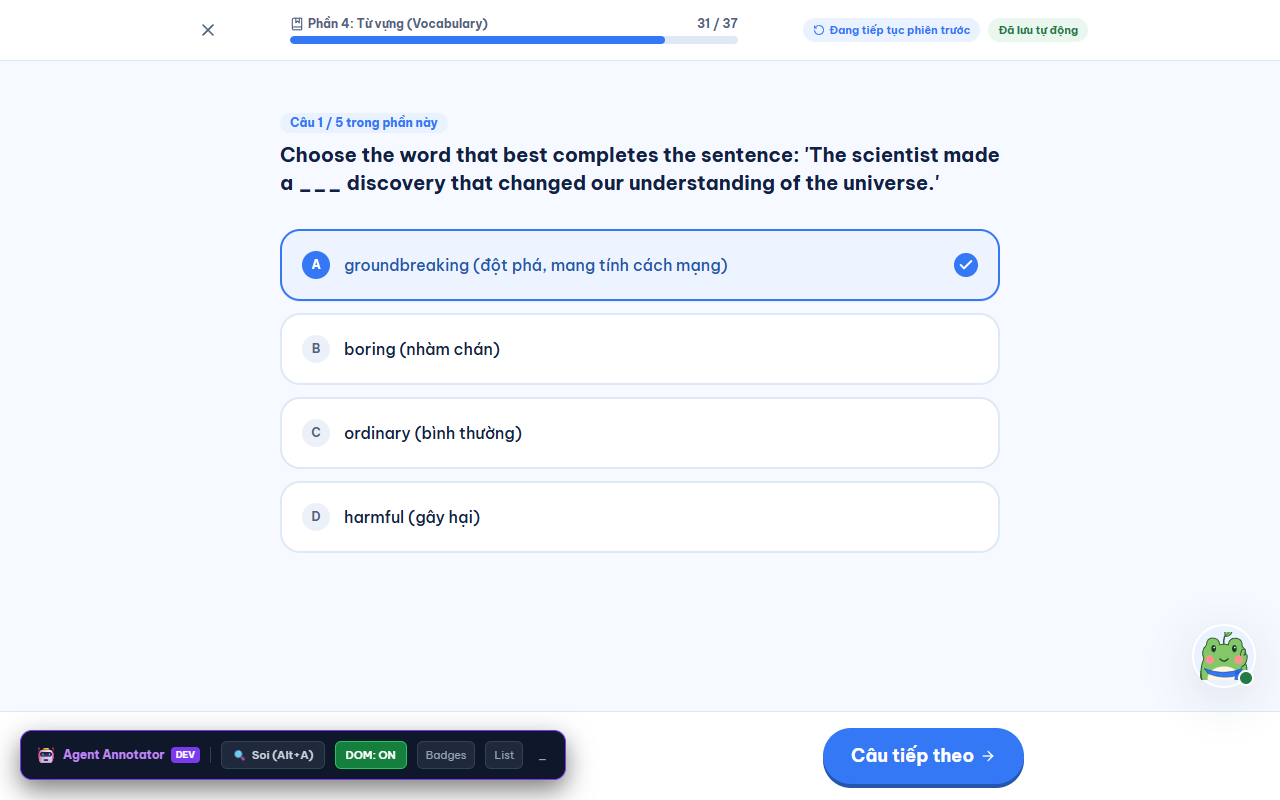 Phần 4: Từ vựng (Vocabulary)
31 / 37
Đang tiếp tục phiên trước
Đã lưu tự động
Câu 1 / 5 trong phần này
Choose the word that best completes the sentence: 'The scientist made
a _ _ _ discovery that changed our understanding of the universe.'
A
groundbreaking (đột phá, mang tính cách mạng)
B
boring (nhàm chán)
C
ordinary (bình thường)
D
harmful (gây hại)
Agent Annotator
DEV
Soi (Alt+A)
DOM: ON
Badges
List
_
Câu tiếp theo →